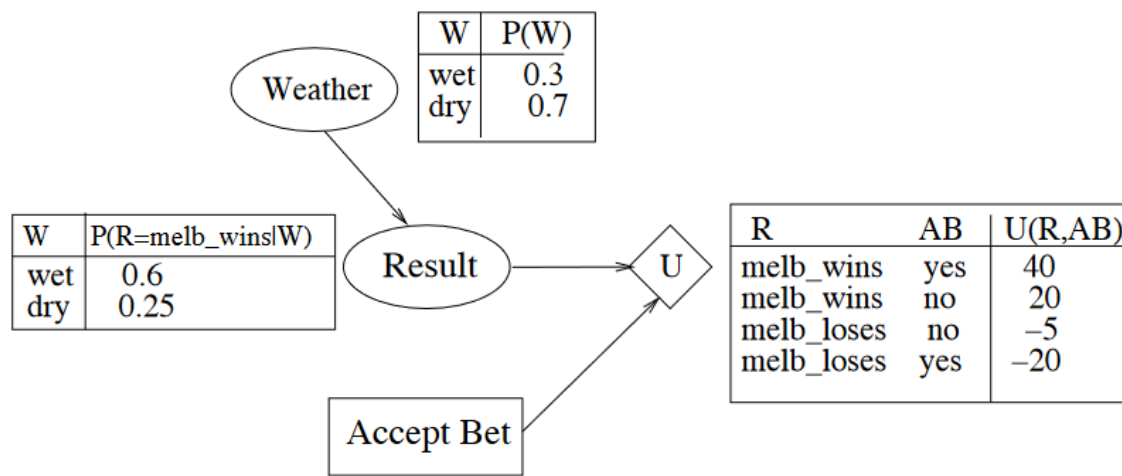 W P(W)
wet 0.3
dry 0.7
Weather
W P(R=melb_wins|W)
wet 0.6
dry 0.25
Result
U
R AB U(R,AB)
melb_wins yes 40
melb_wins no 20
melb_loses no –5
melb_loses yes –20
Accept Bet